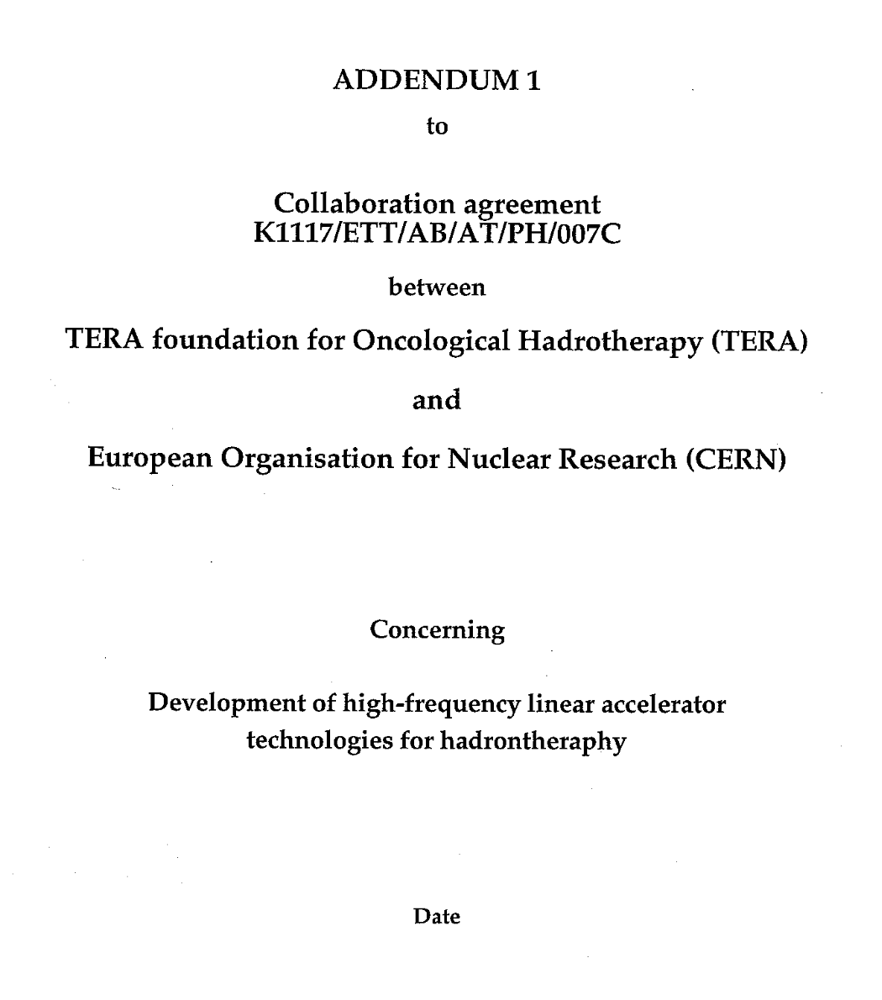 ADDENDUM 1
to
Collaboration agreement
K1117/ETT/AB/AT/PH/007C
between
TERA foundation for Oncological Hadrotherapy (TERA)
and
European Organisation for Nuclear Research (CERN)
Concerning
Development of high-frequency linear accelerator
technologies for hadrontheraphy
Date